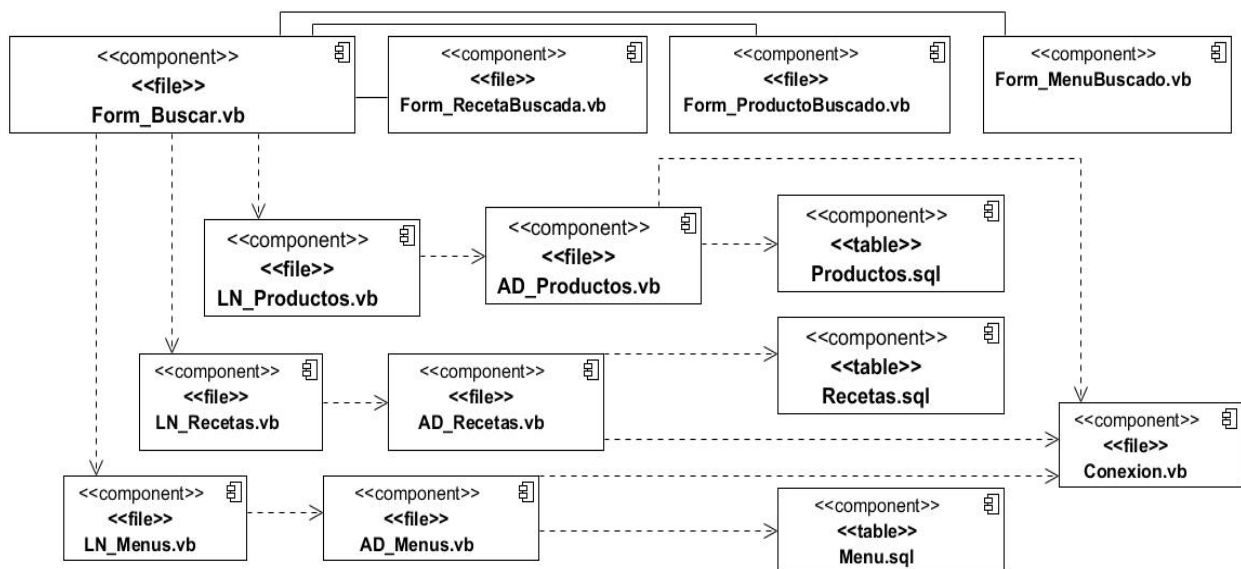 <<component>>
<<file>>
Form_Buscar.vb
<<component>>
<<file>>
Form_RecetaBuscada.vb
<<component>>
<<file>>
Form_ProductoBuscado.vb
<<component>>
Form_MenuBuscado.vb
<<component>>
<<file>>
LN_Productos.vb
<<component>>
<<file>>
AD_Productos.vb
<<component>>
<<table>>
Productos.sql
<<component>>
<<file>>
LN_Recetas.vb
<<component>>
<<file>>
AD_Recetas.vb
<<component>>
<<table>>
Recetas.sql
<<component>>
<<file>>
Conexion.vb
<<component>>
<<file>>
LN_Menus.vb
<<component>>
<<file>>
AD_Menus.vb
<<component>>
<<table>>
Menu.sql